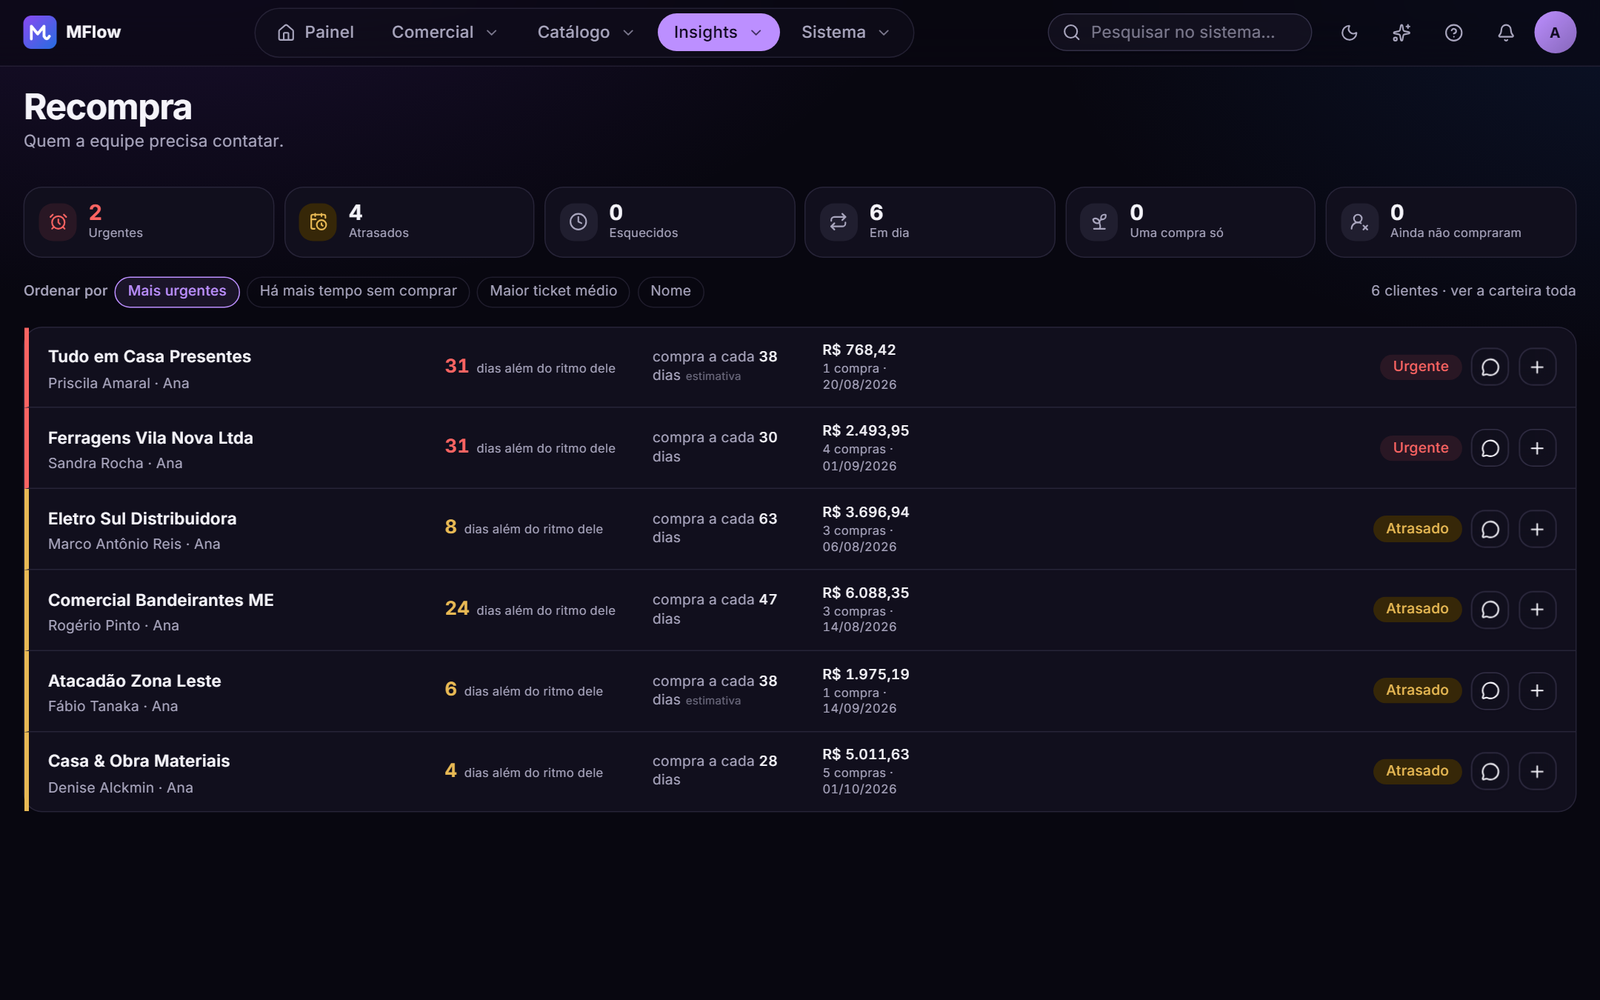 MFlow
Painel
Comercial
Catálogo
Insights
Sistema
Pesquisar no sistema...
A
Recompra
Quem a equipe precisa contatar.
2
Urgentes
4
Atrasados
0
Esquecidos
6
Em dia
0
Uma compra só
0
Ainda não compraram
Ordenar por
Mais urgentes
Há mais tempo sem comprar
Maior ticket médio
Nome
6 clientes · ver a carteira toda
Tudo em Casa Presentes
Priscila Amaral · Ana
31 dias além do ritmo dele
compra a cada 38
dias estimativa
R$ 768,42
1 compra ·
20/08/2026
Urgente
Ferragens Vila Nova Ltda
Sandra Rocha · Ana
31 dias além do ritmo dele
compra a cada 30
dias
R$ 2.493,95
4 compras ·
01/09/2026
Urgente
Eletro Sul Distribuidora
Marco Antônio Reis · Ana
8 dias além do ritmo dele
compra a cada 63
dias
R$ 3.696,94
3 compras ·
06/08/2026
Atrasado
Comercial Bandeirantes ME
Rogério Pinto · Ana
24 dias além do ritmo dele
compra a cada 47
dias
R$ 6.088,35
3 compras ·
14/08/2026
Atrasado
Atacadão Zona Leste
Fábio Tanaka · Ana
6 dias além do ritmo dele
compra a cada 38
dias estimativa
R$ 1.975,19
1 compra ·
14/09/2026
Atrasado
Casa & Obra Materiais
Denise Alckmin · Ana
4 dias além do ritmo dele
compra a cada 28
dias
R$ 5.011,63
5 compras ·
01/10/2026
Atrasado